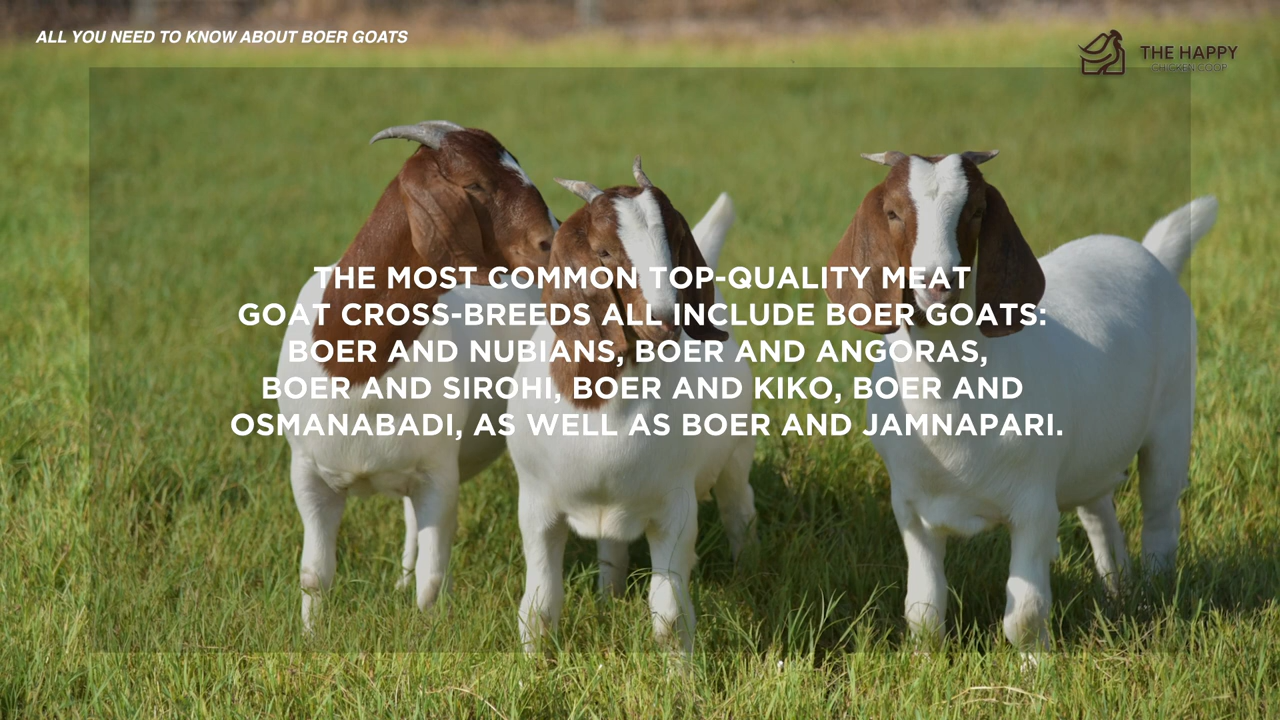 ALL YOU NEED TO KNOW ABOUT BOER GOATS
THE HAPPY
CHICKEN COOP
THE MOST COMMON TOP-QUALITY MEAT
GOAT CROSS-BREEDS ALL INCLUDE BOER GOATS:
BOER AND NUBIANS, BOER AND ANGORAS,
BOER AND SIROHI, BOER AND KIKO, BOER AND
OSMANABADI, AS WELL AS BOER AND JAMNAPARI.